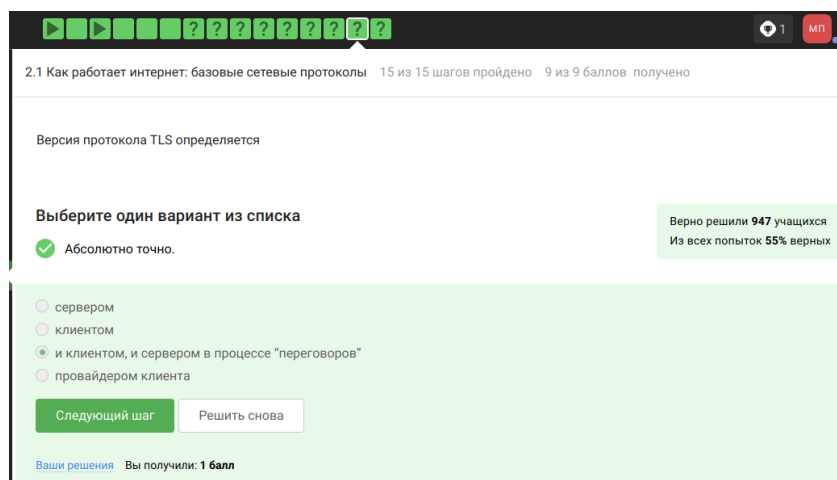 ? ? ? ? ? ? ? ? ?
1
МП
2.1 Как работает интернет: базовые сетевые протоколы 15 из 15 шагов пройдено 9 из 9 баллов получено
Версия протокола TLS определяется
Выберите один вариант из списка
Верно решили 947 учащихся
Абсолютно точно.
Из всех попыток 55% верных
сервером
клиентом
и клиентом, и сервером в процессе “переговоров”
провайдером клиента
Следующий шаг Решить снова
Ваши решения Вы получили: 1 балл